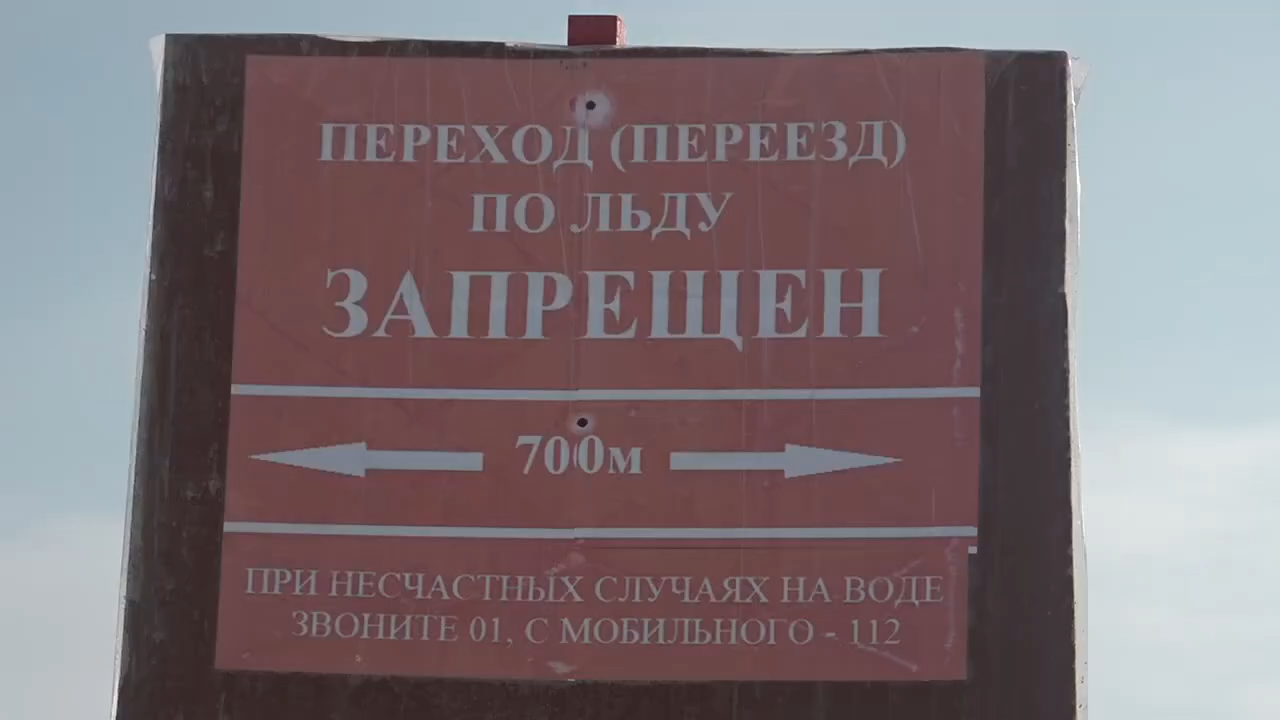 ПЕРЕХОД (ПЕРЕЕЗД)
ПО ЛЬДУ
ЗАПРЕЩЕН
700м
ПРИ НЕСЧАСТНЫХ СЛУЧАЯХ НА ВОДЕ
ЗВОНИТЕ 01, С МОБИЛЬНОГО - 112